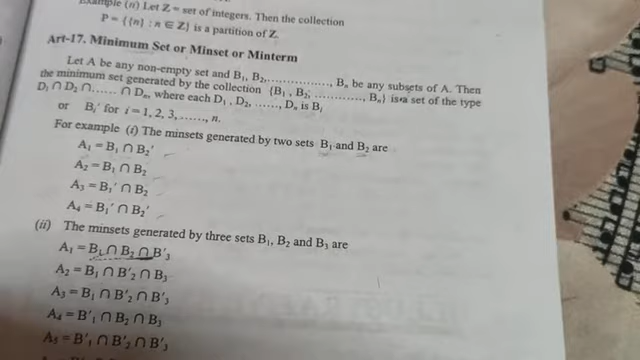 Example (ii) Let Z = set of integers. Then the collection
P = {{n} : n ∈ Z} is a partition of Z.
Art-17. Minimum Set or Minset or Minterm
Let A be any non-empty set and B₁, B₂,................., Bₙ be any subsets of A. Then
the minimum set generated by the collection {B₁ , B₂, ............, Bₙ} is a set of the type
D₁ ∩ D₂ ∩...... ∩ Dₙ, where each D₁ , D₂, ......, Dₙ is Bᵢ
or Bᵢ′ for i = 1, 2, 3,......, n.
For example (i) The minsets generated by two sets B₁ and B₂ are
A₁ = B₁ ∩ B₂′
A₂ = B₁ ∩ B₂
A₃ = B₁′ ∩ B₂
A₄ = B₁′ ∩ B₂′
(ii) The minsets generated by three sets B₁, B₂ and B₃ are
A₁ = B₁ ∩ B₂ ∩ B′₃
A₂ = B₁ ∩ B′₂ ∩ B₃
A₃ = B₁ ∩ B′₂ ∩ B′₃
A₄ = B′₁ ∩ B₂ ∩ B₃
A₅ = B′₁ ∩ B′₂ ∩ B′₃